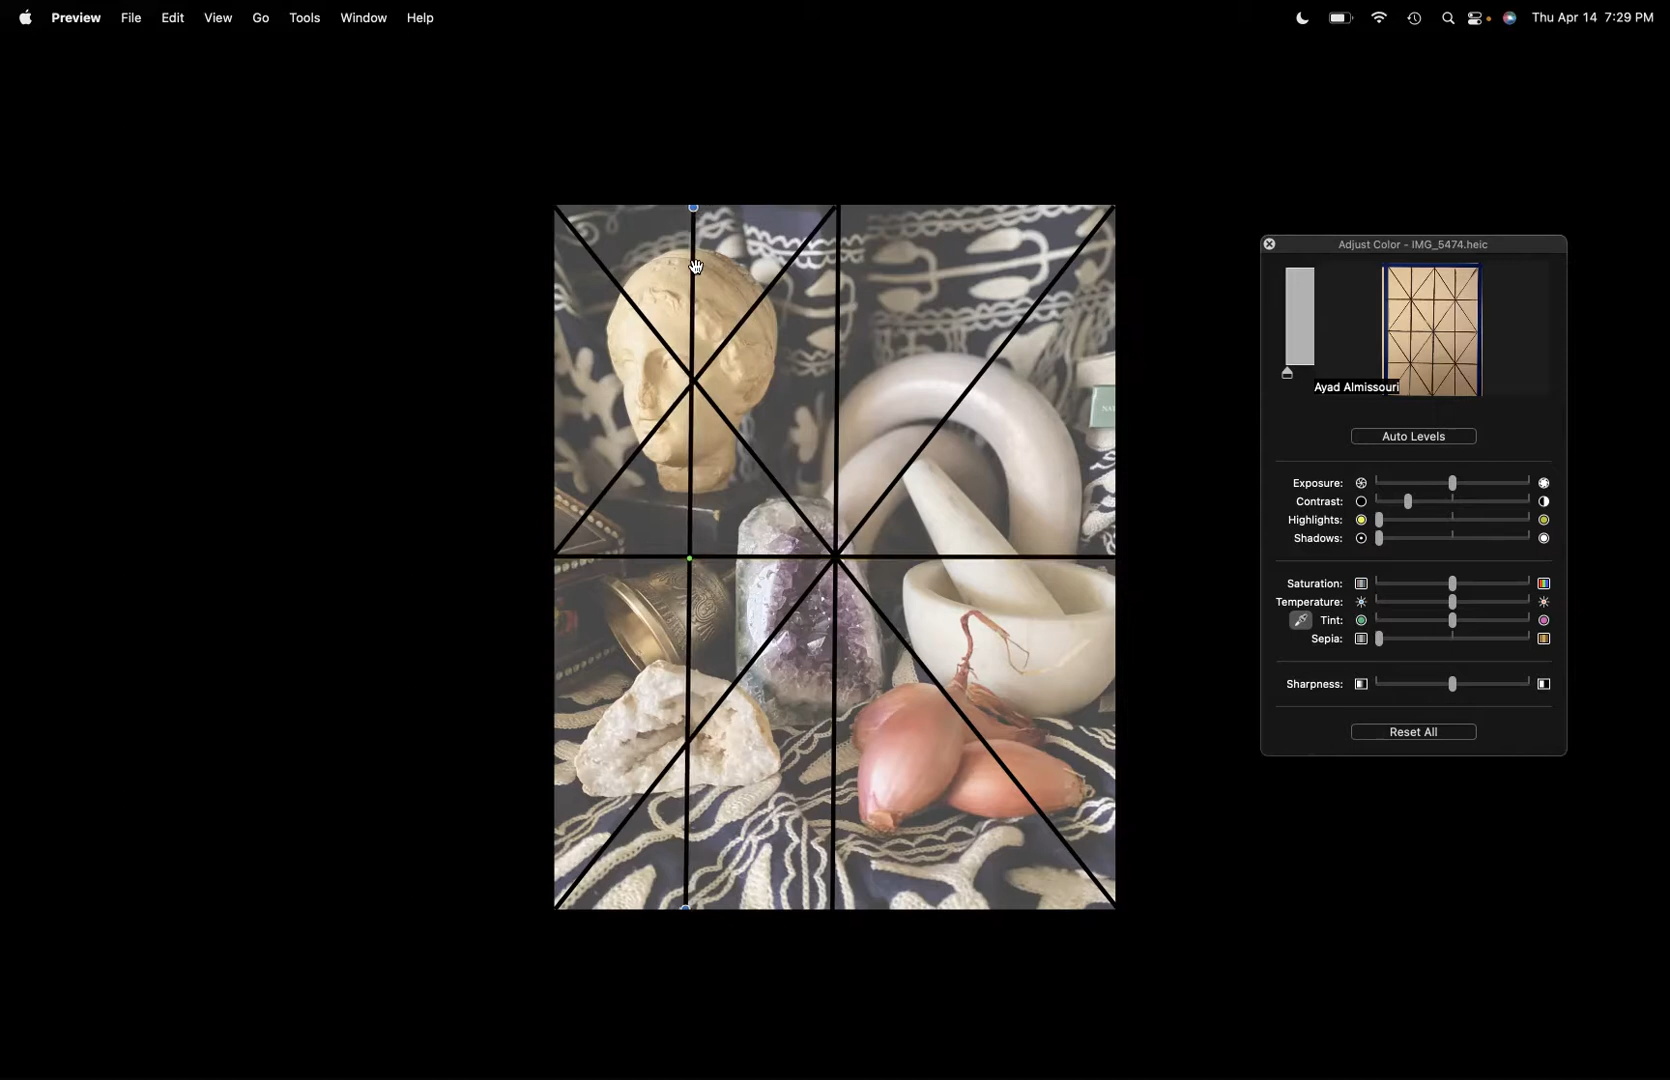 Preview File Edit View Go Tools Window Help Thu Apr 14 7:29 PM
Adjust Color - IMG_5474.heic
Ayad Almissouri
Auto Levels
Exposure:
Contrast:
Highlights:
Shadows:
Saturation:
Temperature:
Tint:
Sepia:
Sharpness:
Reset All